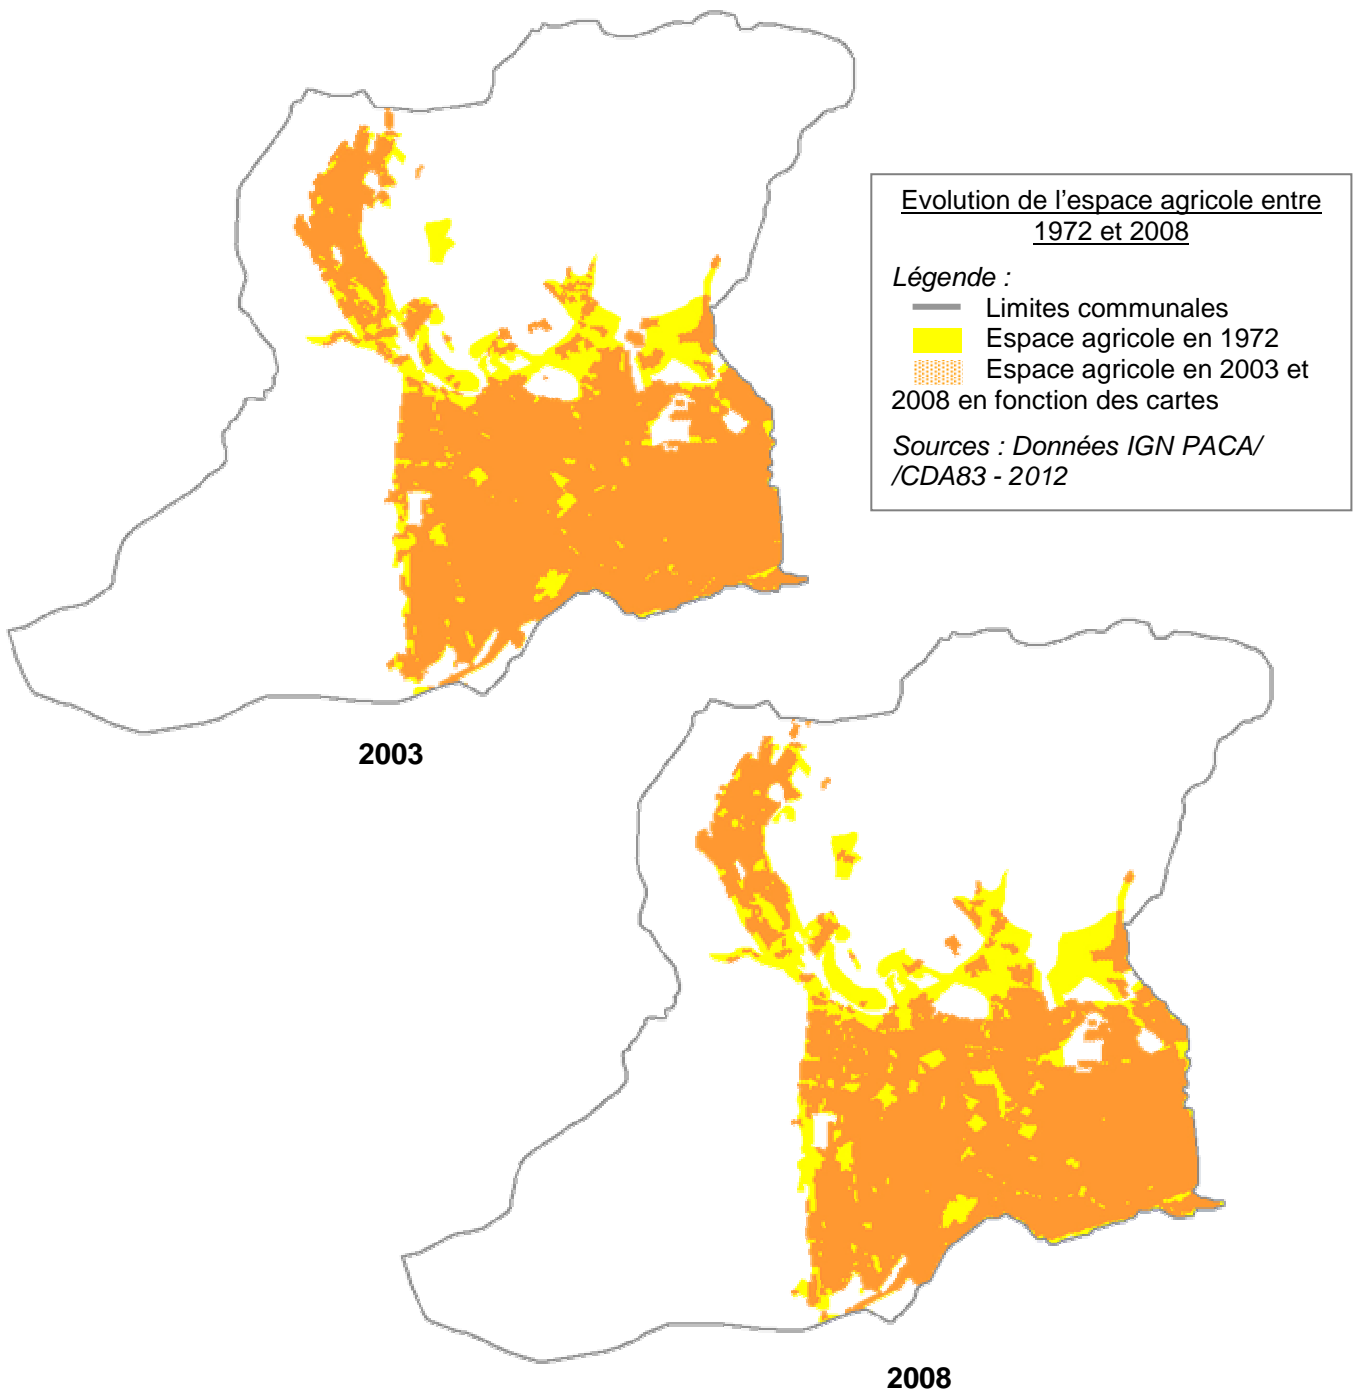 Evolution de l'espace agricole entre
1972 et 2008
Légende :
Limites communales
Espace agricole en 1972
Espace agricole en 2003 et
2008 en fonction des cartes
Sources : Données IGN PACA/
/CDA83 - 2012
2003
2008